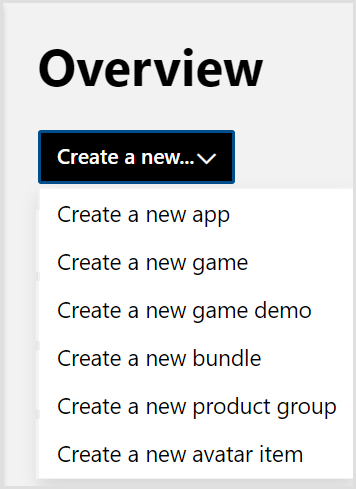 Overview
Create a new...
Create a new app
Create a new game
Create a new game demo
Create a new bundle
Create a new product group
Create a new avatar item